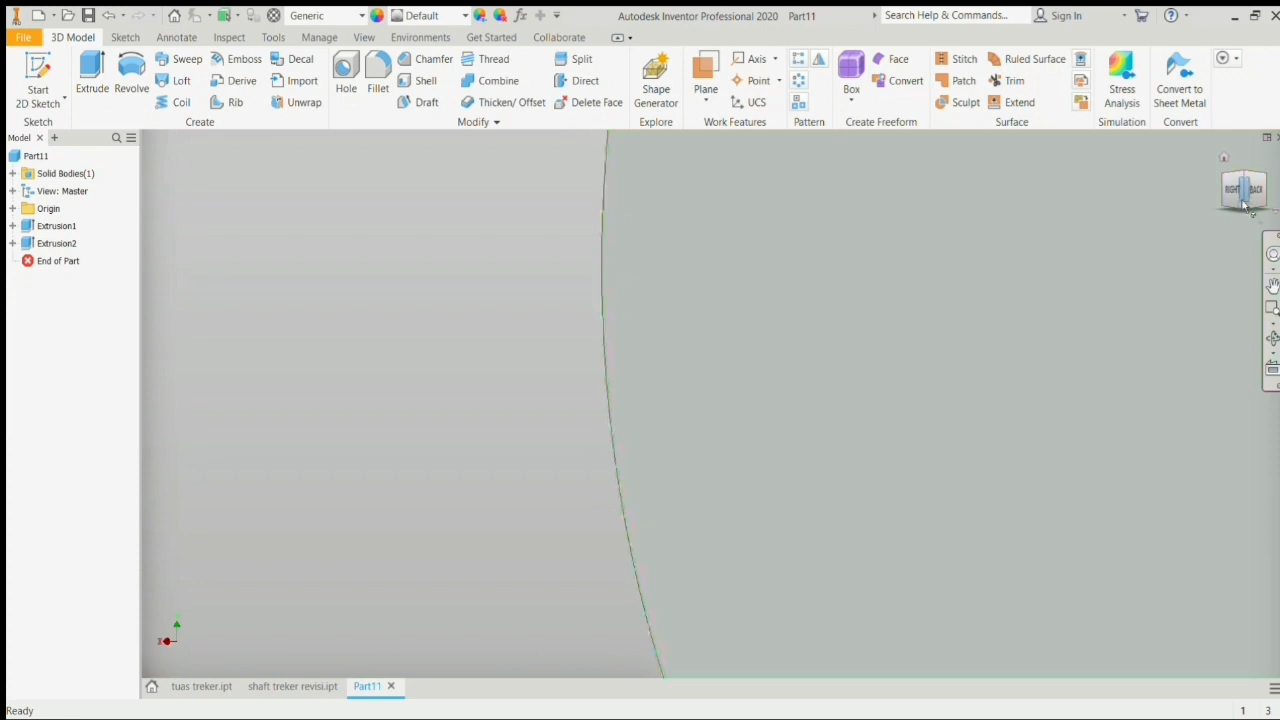 Generic
Default
Autodesk Inventor Professional 2020 Part11
Search Help & Commands...
Sign In
File 3D Model Sketch Annotate Inspect Tools Manage View Environments Get Started Collaborate
Start
2D Sketch
Extrude
Revolve
Sweep
Emboss
Decal
Loft
Derive
Import
Coil
Rib
Unwrap
Hole
Fillet
Chamfer
Thread
Split
Shell
Combine
Direct
Draft
Thicken/ Offset
Delete Face
Shape
Generator
Plane
Axis
Point
UCS
Box
Face
Convert
Stitch
Ruled Surface
Patch
Trim
Sculpt
Extend
Stress
Analysis
Convert to
Sheet Metal
Sketch Create Modify Explore Work Features Pattern Create Freeform Surface Simulation Convert
Model
Part11
Solid Bodies(1)
View: Master
Origin
Extrusion1
Extrusion2
End of Part
RIGHT BACK
X
tuas treker.ipt shaft treker revisi.ipt Part11
Ready 1 3